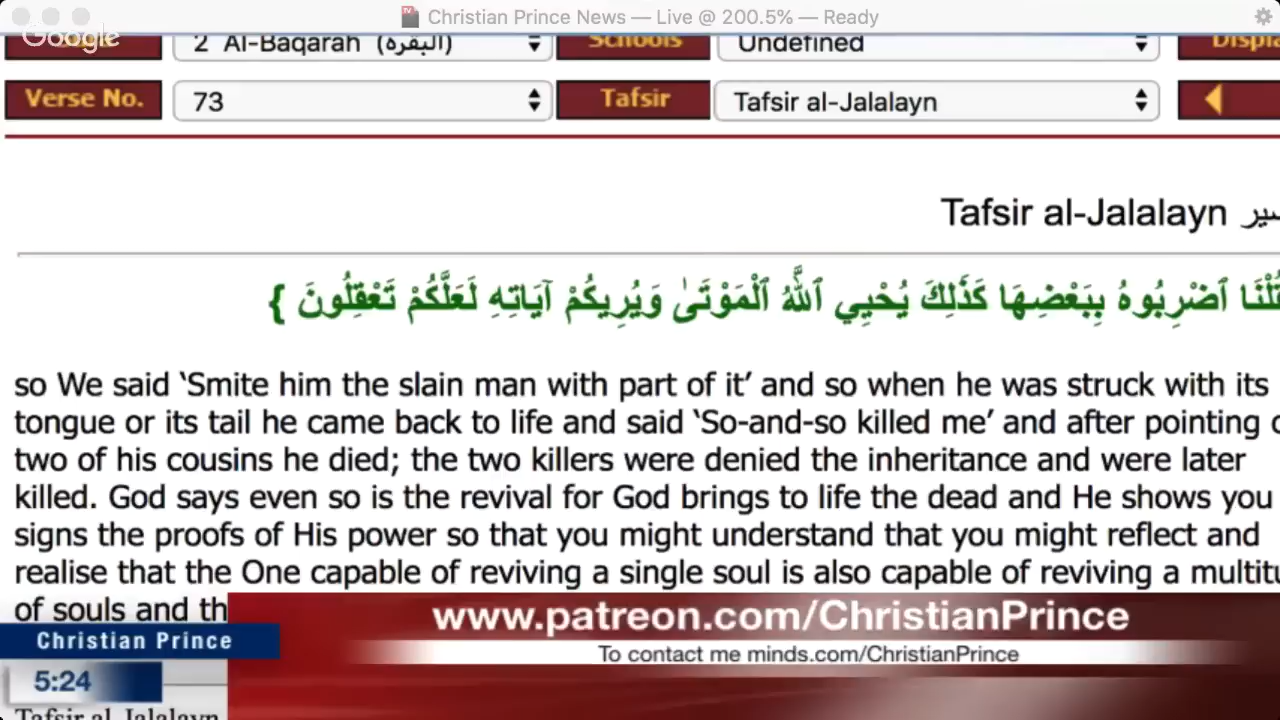 Christian Prince News — Live @ 200.5% — Ready
Google
2 Al-Baqarah (البقرة) Schools Undefined
Verse No. 73 Tafsir Tafsir al-Jalalayn
Tafsir al-Jalalayn
ٱضْرِبُوهُ بِبَعْضِهَا كَذَٰلِكَ يُحْيِي ٱللَّهُ ٱلْمَوْتَىٰ وَيُرِيكُمْ آيَاتِهِ لَعَلَّكُمْ تَعْقِلُونَ }
so We said ‘Smite him the slain man with part of it’ and so when he was struck with its
tongue or its tail he came back to life and said ‘So-and-so killed me’ and after pointing
two of his cousins he died; the two killers were denied the inheritance and were later
killed. God says even so is the revival for God brings to life the dead and He shows you
signs the proofs of His power so that you might understand that you might reflect and
realise that the One capable of reviving a single soul is also capable of reviving a
of souls and
www.patreon.com/ChristianPrince
Christian Prince
To contact me minds.com/ChristianPrince
5:24
Tafsir al-Jalalayn